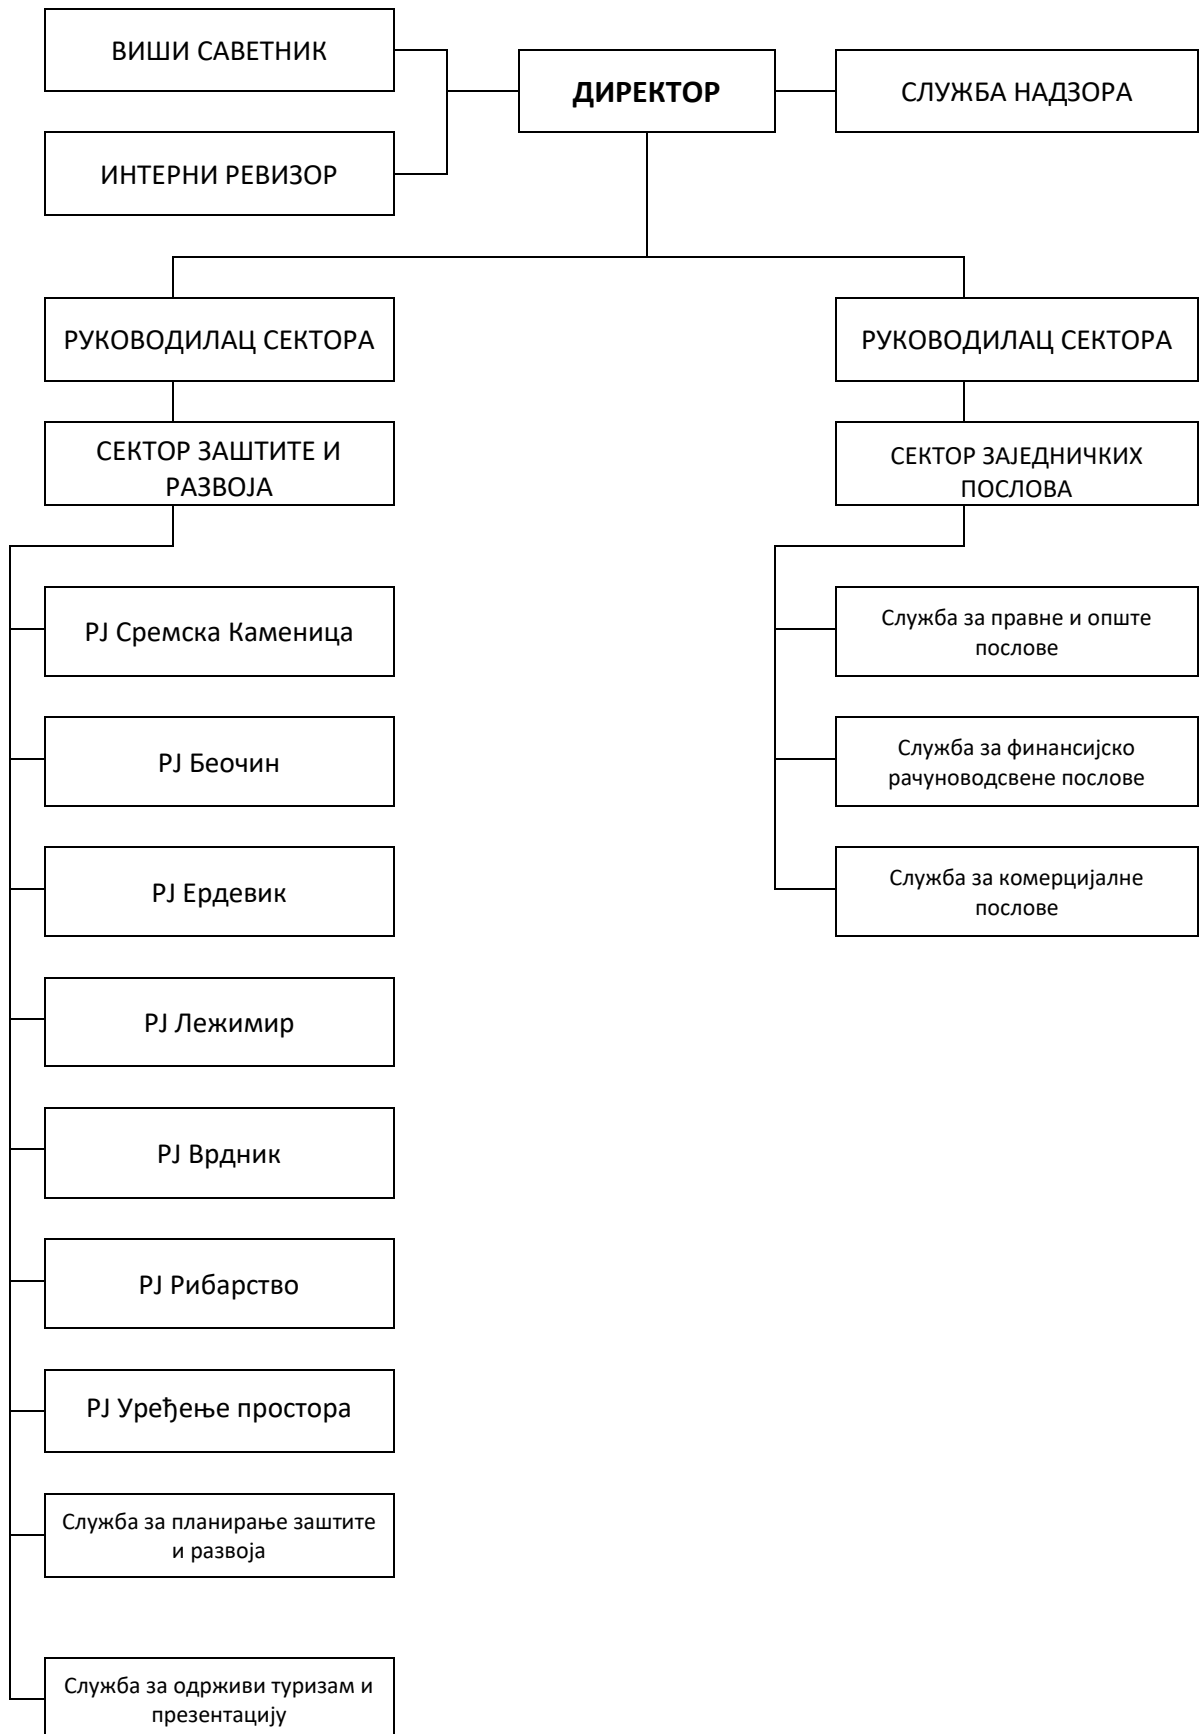 ВИШИ САВЕТНИК
ДИРЕКТОР
СЛУЖБА НАДЗОРА
ИНТЕРНИ РЕВИЗОР
РУКОВОДИЛАЦ СЕКТОРА
РУКОВОДИЛАЦ СЕКТОРА
СЕКТОР ЗАШТИТЕ И
РАЗВОЈА
СЕКТОР ЗАЈЕДНИЧКИХ
ПОСЛОВА
РЈ Сремска Каменица
РЈ Беочин
РЈ Ердевик
РЈ Лежимир
РЈ Врдник
РЈ Рибарство
РЈ Уређење простора
Служба за планирање заштите
и развоја
Служба за одрживи туризам и
презентацију
Служба за правне и опште
послове
Служба за финансијско
рачуноводсвене послове
Служба за комерцијалне
послове